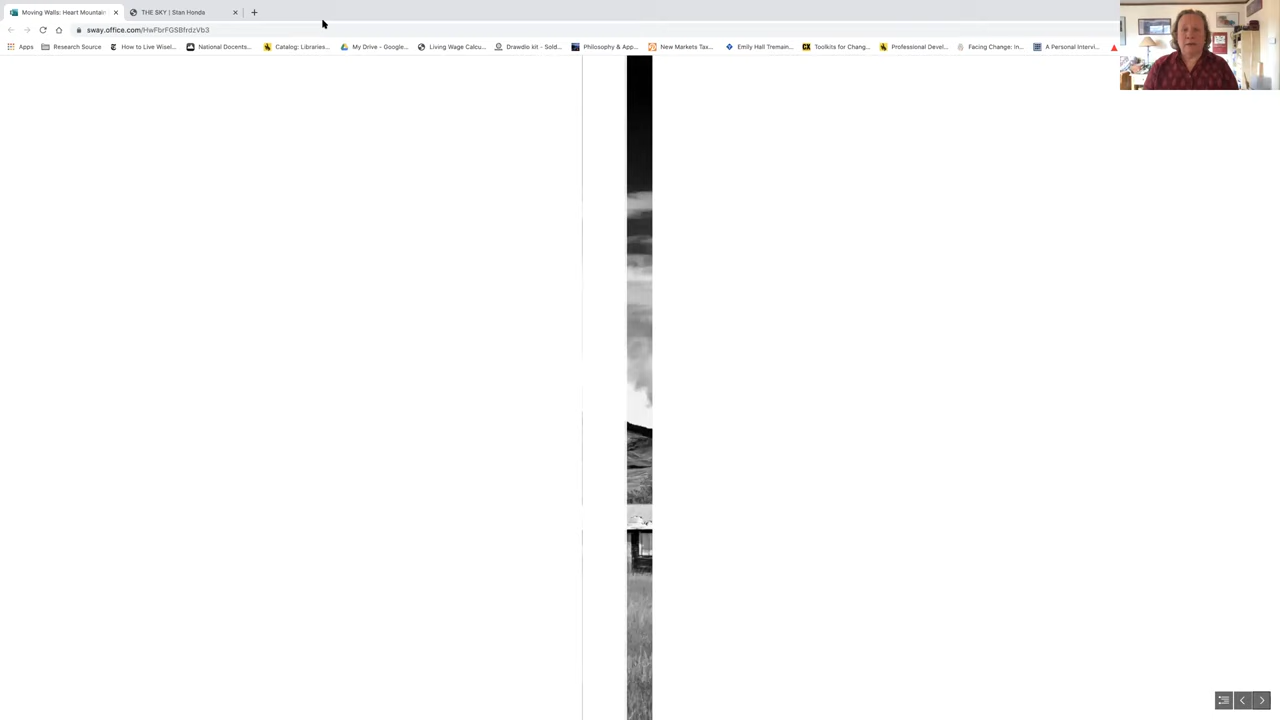 Moving Walls: Heart Mountain
THE SKY | Stan Honda
sway.office.com/HwFbrFGSBfrdzVb3
Apps
Research Source
How to Live Wisel...
National Docents...
Catalog: Libraries...
My Drive - Google...
Living Wage Calcu...
Drawdio kit - Sold...
Philosophy & App...
New Markets Tax...
Emily Hall Tremain...
Toolkits for Chang...
Professional Devel...
Facing Change: In...
A Personal Intervi...